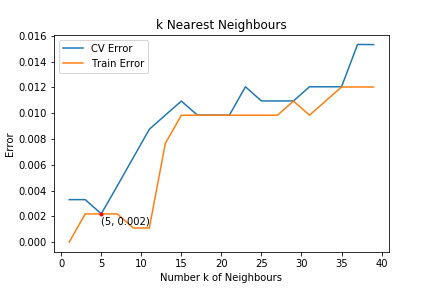 k Nearest Neighbours
0.016
0.014
0.012
0.010
0.008
0.006
0.004
0.002
0.000
Error
CV Error
Train Error
(5, 0.002)
0 5 10 15 20 25 30 35 40
Number k of Neighbours